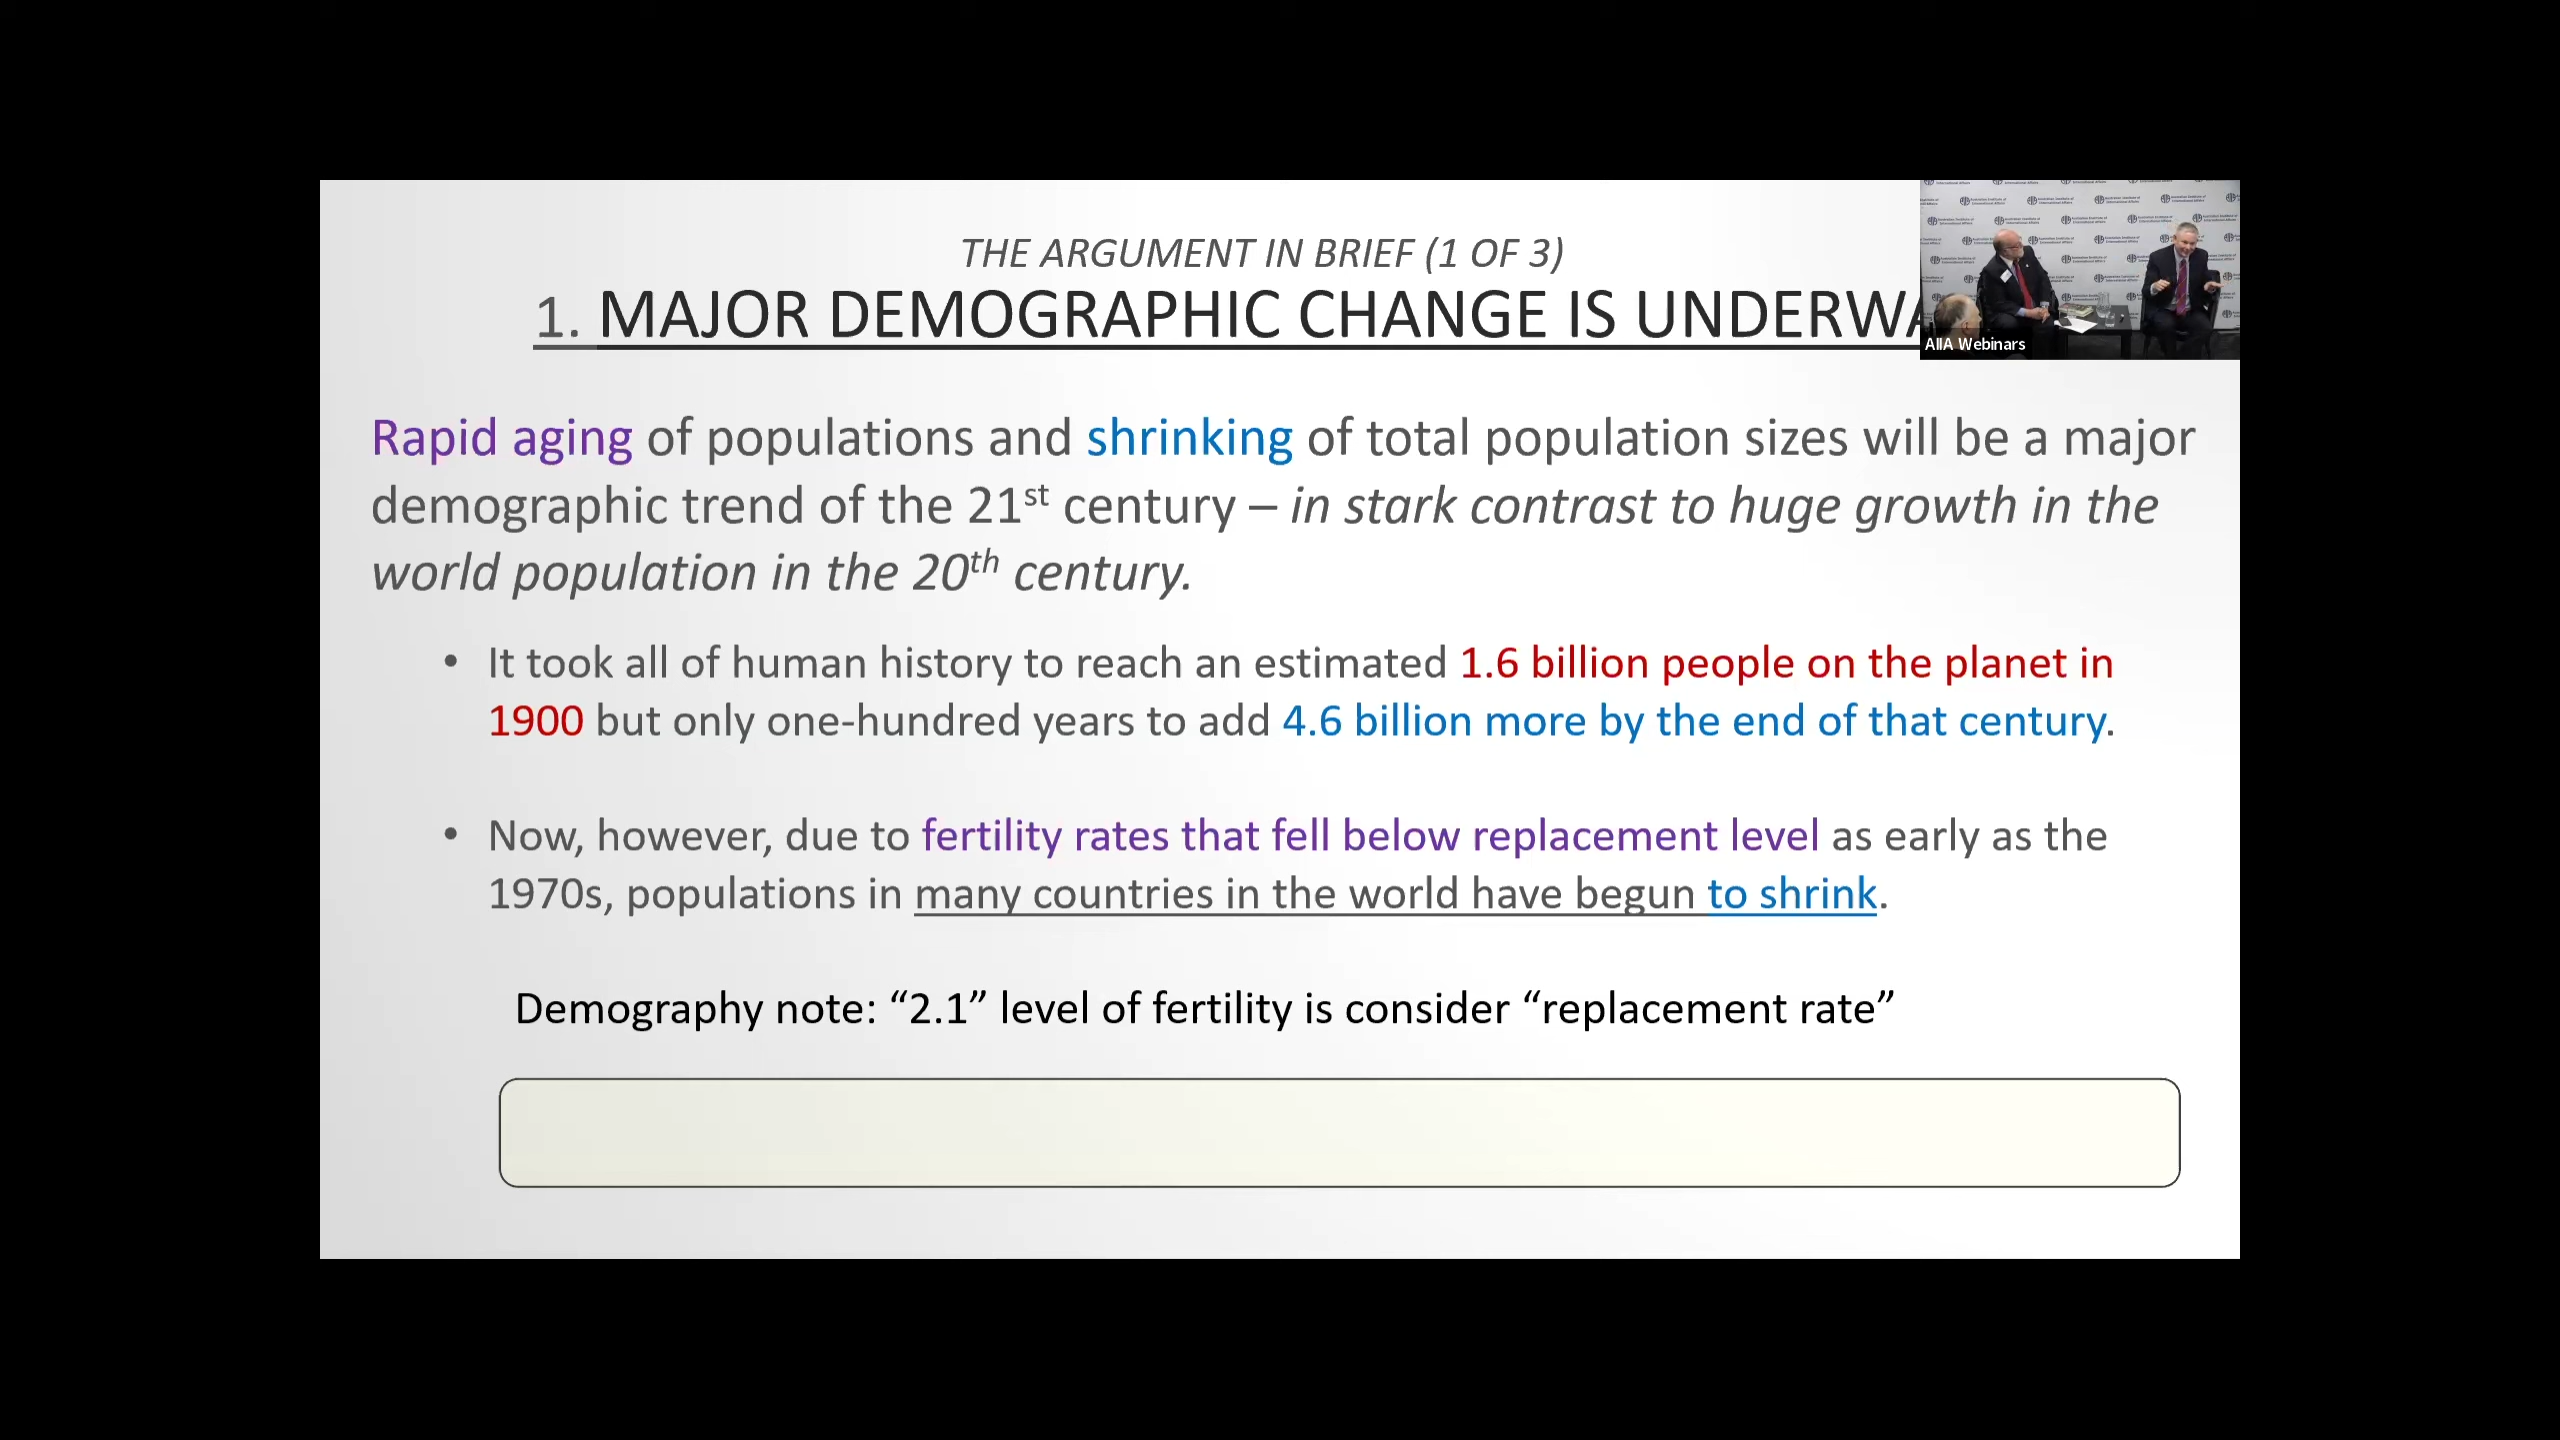 THE ARGUMENT IN BRIEF (1 OF 3)
1. MAJOR DEMOGRAPHIC CHANGE IS
AIIA Webinars
Rapid aging of populations and shrinking of total population sizes will be a major
demographic trend of the 21st century – in stark contrast to huge growth in the
world population in the 20th century.
• It took all of human history to reach an estimated 1.6 billion people on the planet in
1900 but only one-hundred years to add 4.6 billion more by the end of that century.
• Now, however, due to fertility rates that fell below replacement level as early as the
1970s, populations in many countries in the world have begun to shrink.
Demography note: “2.1” level of fertility is consider “replacement rate”